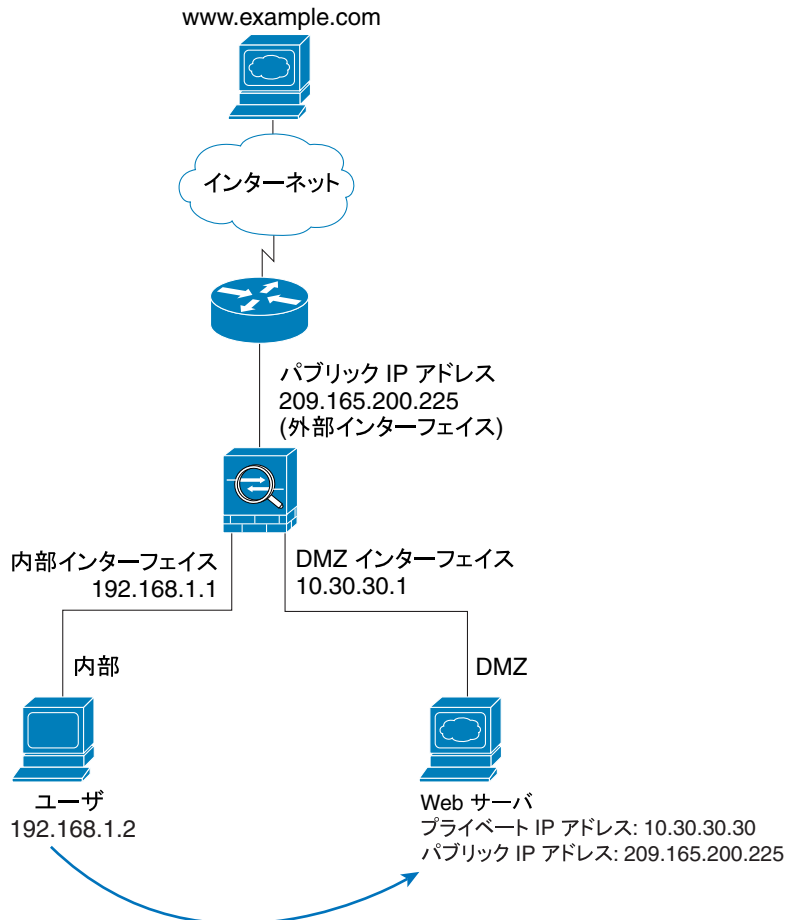 www.example.com
インターネット
パブリック IP アドレス
209.165.200.225
(外部インターフェイス)
内部インターフェイス
192.168.1.1
DMZ インターフェイス
10.30.30.1
内部
DMZ
ユーザ
192.168.1.2
Web サーバ
プライベート IP アドレス: 10.30.30.30
パブリック IP アドレス: 209.165.200.225